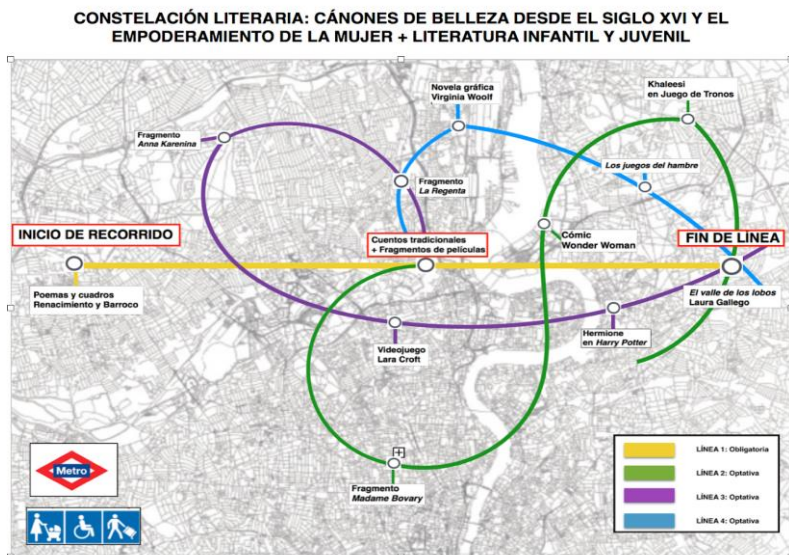 CONSTELACIÓN LITERARIA: CÁNONES DE BELLEZA DESDE EL SIGLO XVI Y EL
EMPODERAMIENTO DE LA MUJER + LITERATURA INFANTIL Y JUVENIL
Novela gráfica
Virginia Woolf
Khaleesi
en Juego de Tronos
Fragmento
Anna Karenina
Los juegos del hambre
Fragmento
La Regenta
INICIO DE RECORRIDO
Cuentos tradicionales
+ Fragmentos de películas
Cómic
Wonder Woman
FIN DE LÍNEA
Poemas y cuadros
Renacimiento y Barroco
El valle de los lobos
Laura Gallego
Videojuego
Lara Croft
Hermione
en Harry Potter
Fragmento
Madame Bovary
Metro
LÍNEA 1: Obligatoria
LÍNEA 2: Optativa
LÍNEA 3: Optativa
LÍNEA 4: Optativa